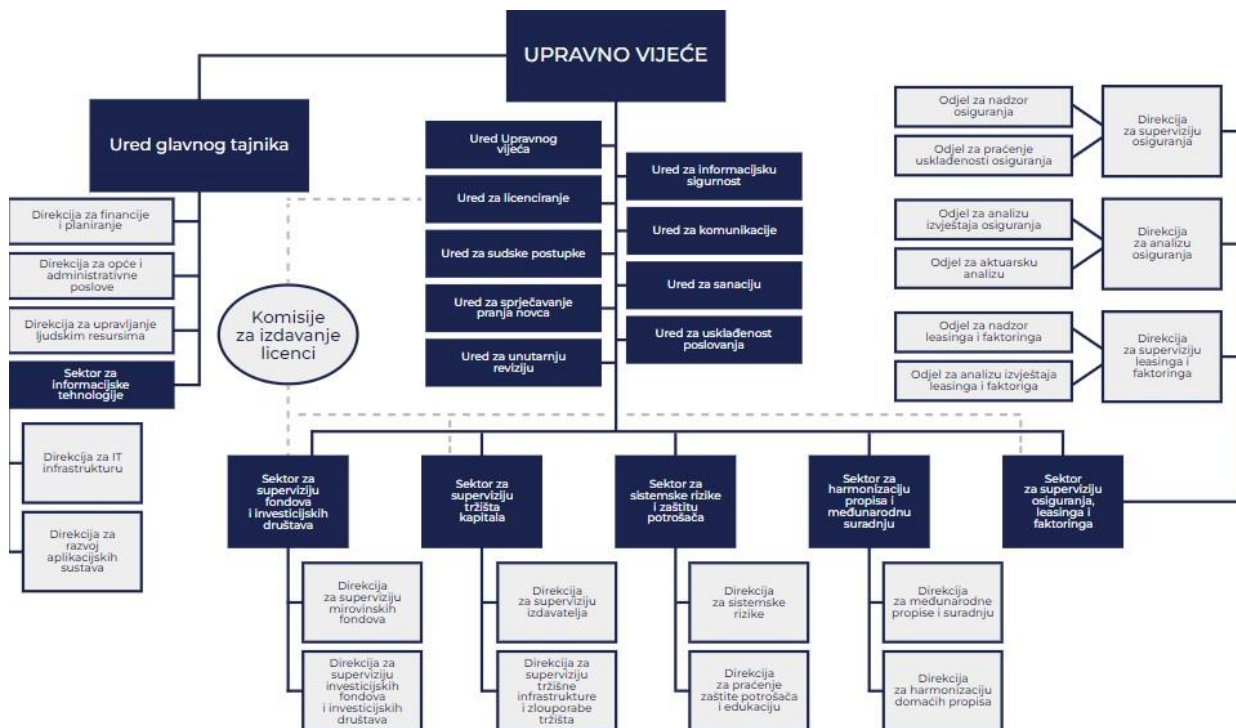 UPRAVNO VIJEĆE
Ured glavnog tajnika
Direkcija za financije
i planiranje
Direkcija za opće i
administrativne
poslove
Direkcija za upravljanje
ljudskim resursima
Sektor za
informacijske
tehnologije
Direkcija za IT
infrastrukturu
Direkcija za
razvoj
aplikacijskih
sustava
Komisije
za izdavanje
licenci
Ured Upravnog
vijeća
Ured za licenciranje
Ured za sudske postupke
Ured za sprječavanje
pranja novca
Ured za unutarnju
reviziju
Ured za informacijsku
sigurnost
Ured za komunikacije
Ured za sanaciju
Ured za usklađenost
poslovanja
Odjel za nadzor
osiguranja
Odjel za praćenje
usklađenosti osiguranja
Direkcija
za superviziju
osiguranja
Odjel za analizu
izvještaja osiguranja
Odjel za aktuarsku
analizu
Direkcija
za analizu
osiguranja
Odjel za nadzor
leasinga i faktoringa
Odjel za analizu izvještaja
leasinga i faktoriga
Direkcija
za superviziju
leasinga i
faktoringa
Sektor za
superviziju
fondova
i investicijskih
društava
Direkcija
za superviziju
mirovinskih
fondova
Direkcija za
superviziju
investicijskih
fondova
i investicijskih
društava
Sektor za
superviziju
tržišta
kapitala
Direkcija
za superviziju
izdavatelja
Direkcija za
superviziju
tržišne
infrastrukture
i zlouporabe
tržišta
Sektor za
sistemske rizike
i zaštitu
potrošača
Direkcija
za sistemske
rizike
Direkcija
za praćenje
zaštite potrošača
i edukaciju
Sektor za
harmonizaciju
propisa i
međunarodnu
suradnju
Direkcija
za međunarodne
propise i suradnju
Direkcija
za harmonizaciju
domaćih propisa
Sektor
za superviziju
osiguranja,
leasinga i
faktoringa